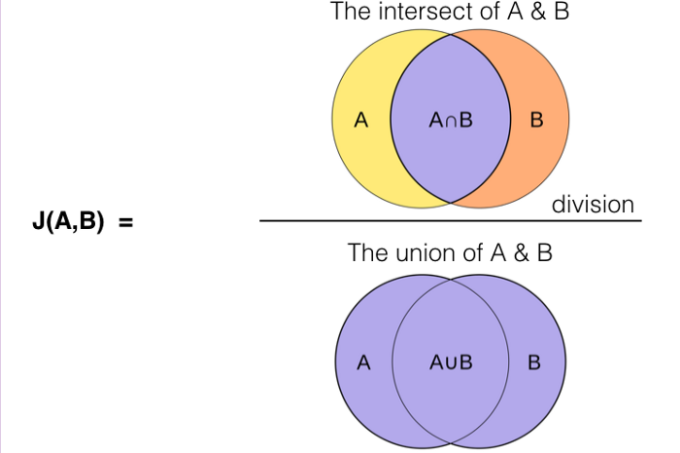 The intersect of A & B
A A∩B B
division
J(A,B) =
The union of A & B
A A∪B B